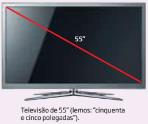 55"
Televisão de 55" (lemos: "cinquenta
e cinco polegadas").